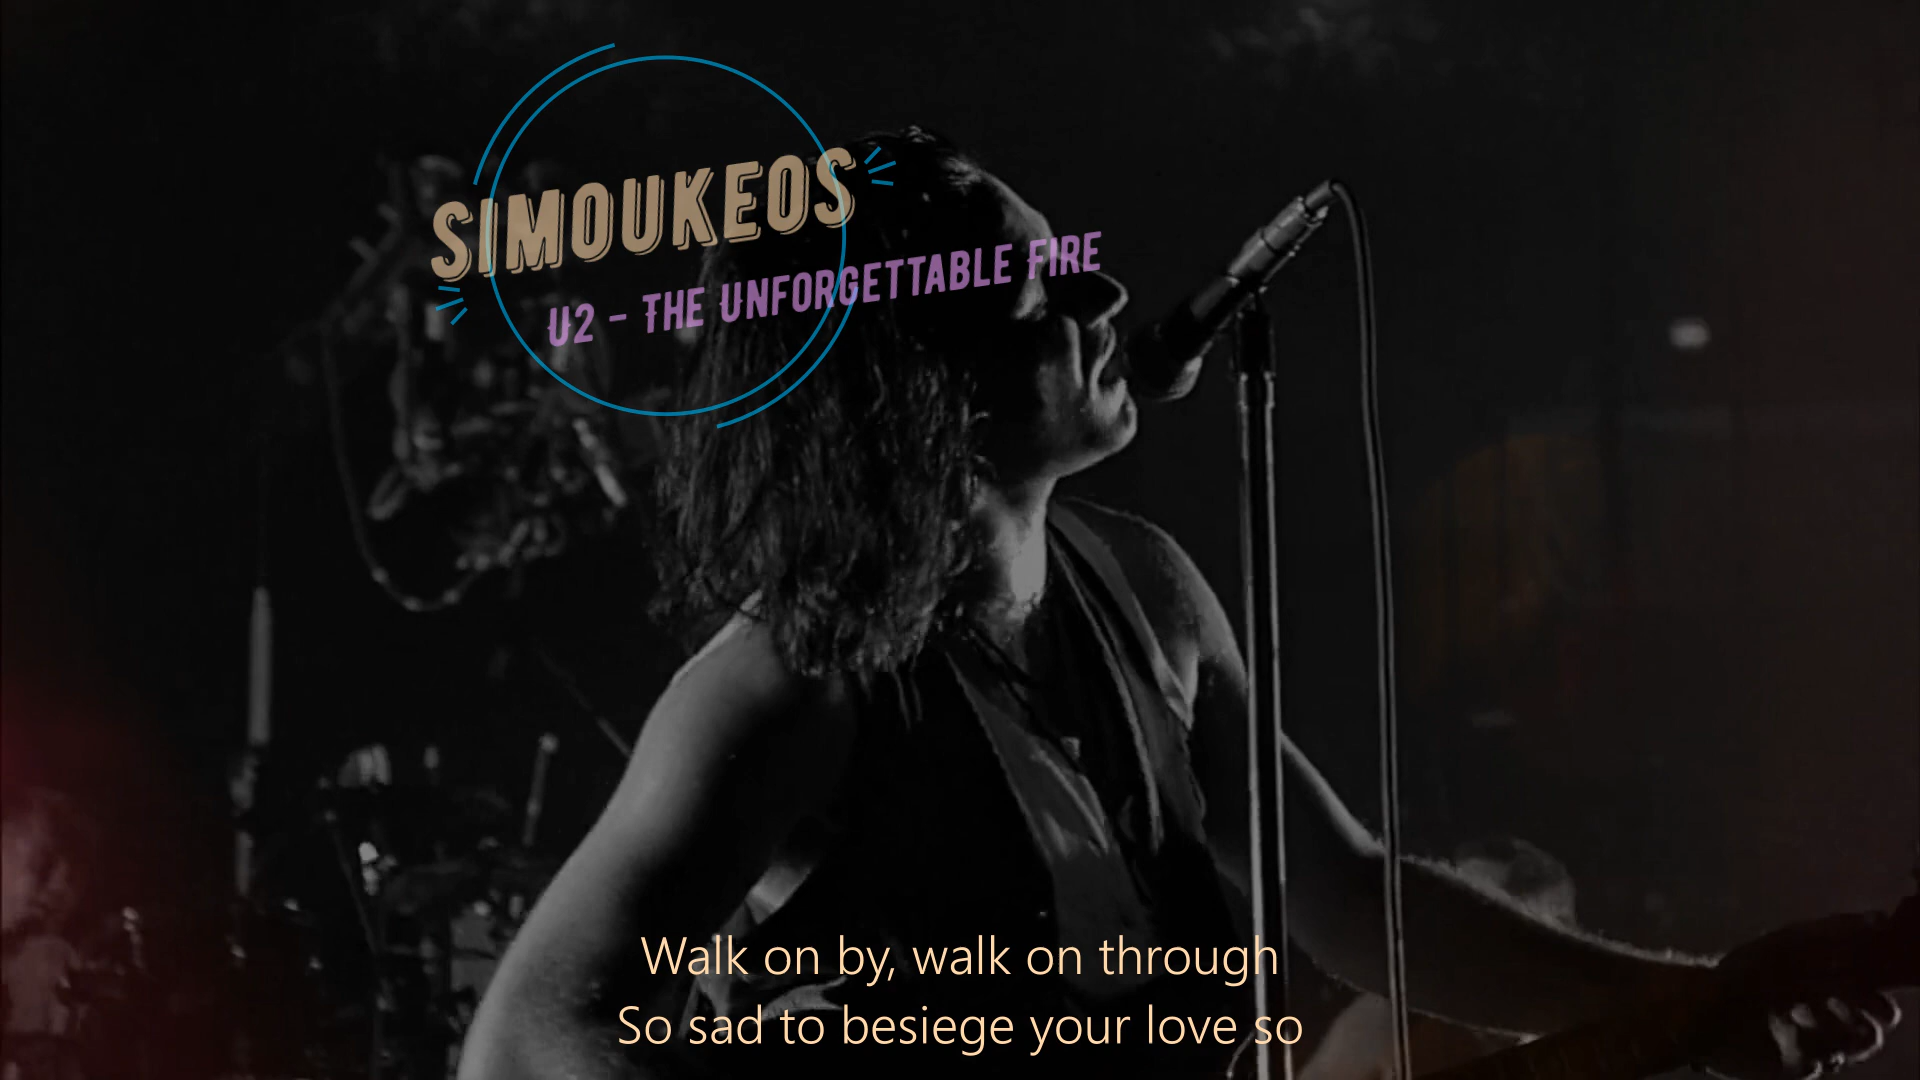 SIMOUKEOS
U2 - The Unforgettable Fire
Walk on by, walk on through
So sad to besiege your love so